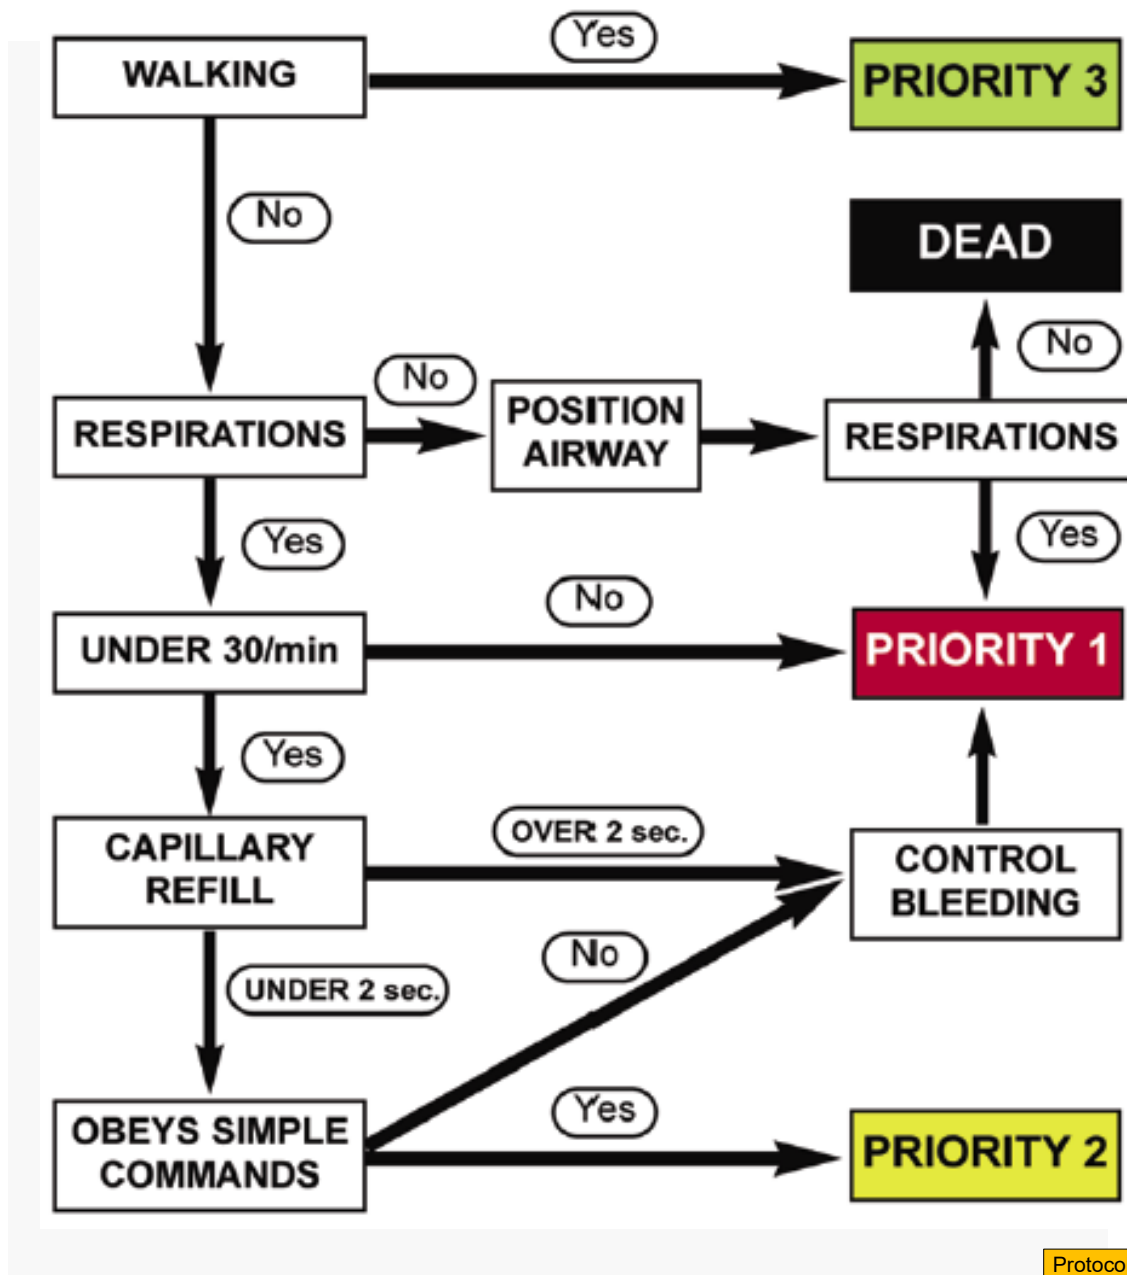 Yes
WALKING
PRIORITY 3
No
DEAD
No
No
RESPIRATIONS
POSITION
AIRWAY
RESPIRATIONS
Yes
Yes
No
UNDER 30/min
PRIORITY 1
Yes
CAPILLARY
REFILL
OVER 2 sec.
CONTROL
BLEEDING
No
UNDER 2 sec.
Yes
OBEYS SIMPLE
COMMANDS
PRIORITY 2
Protoco